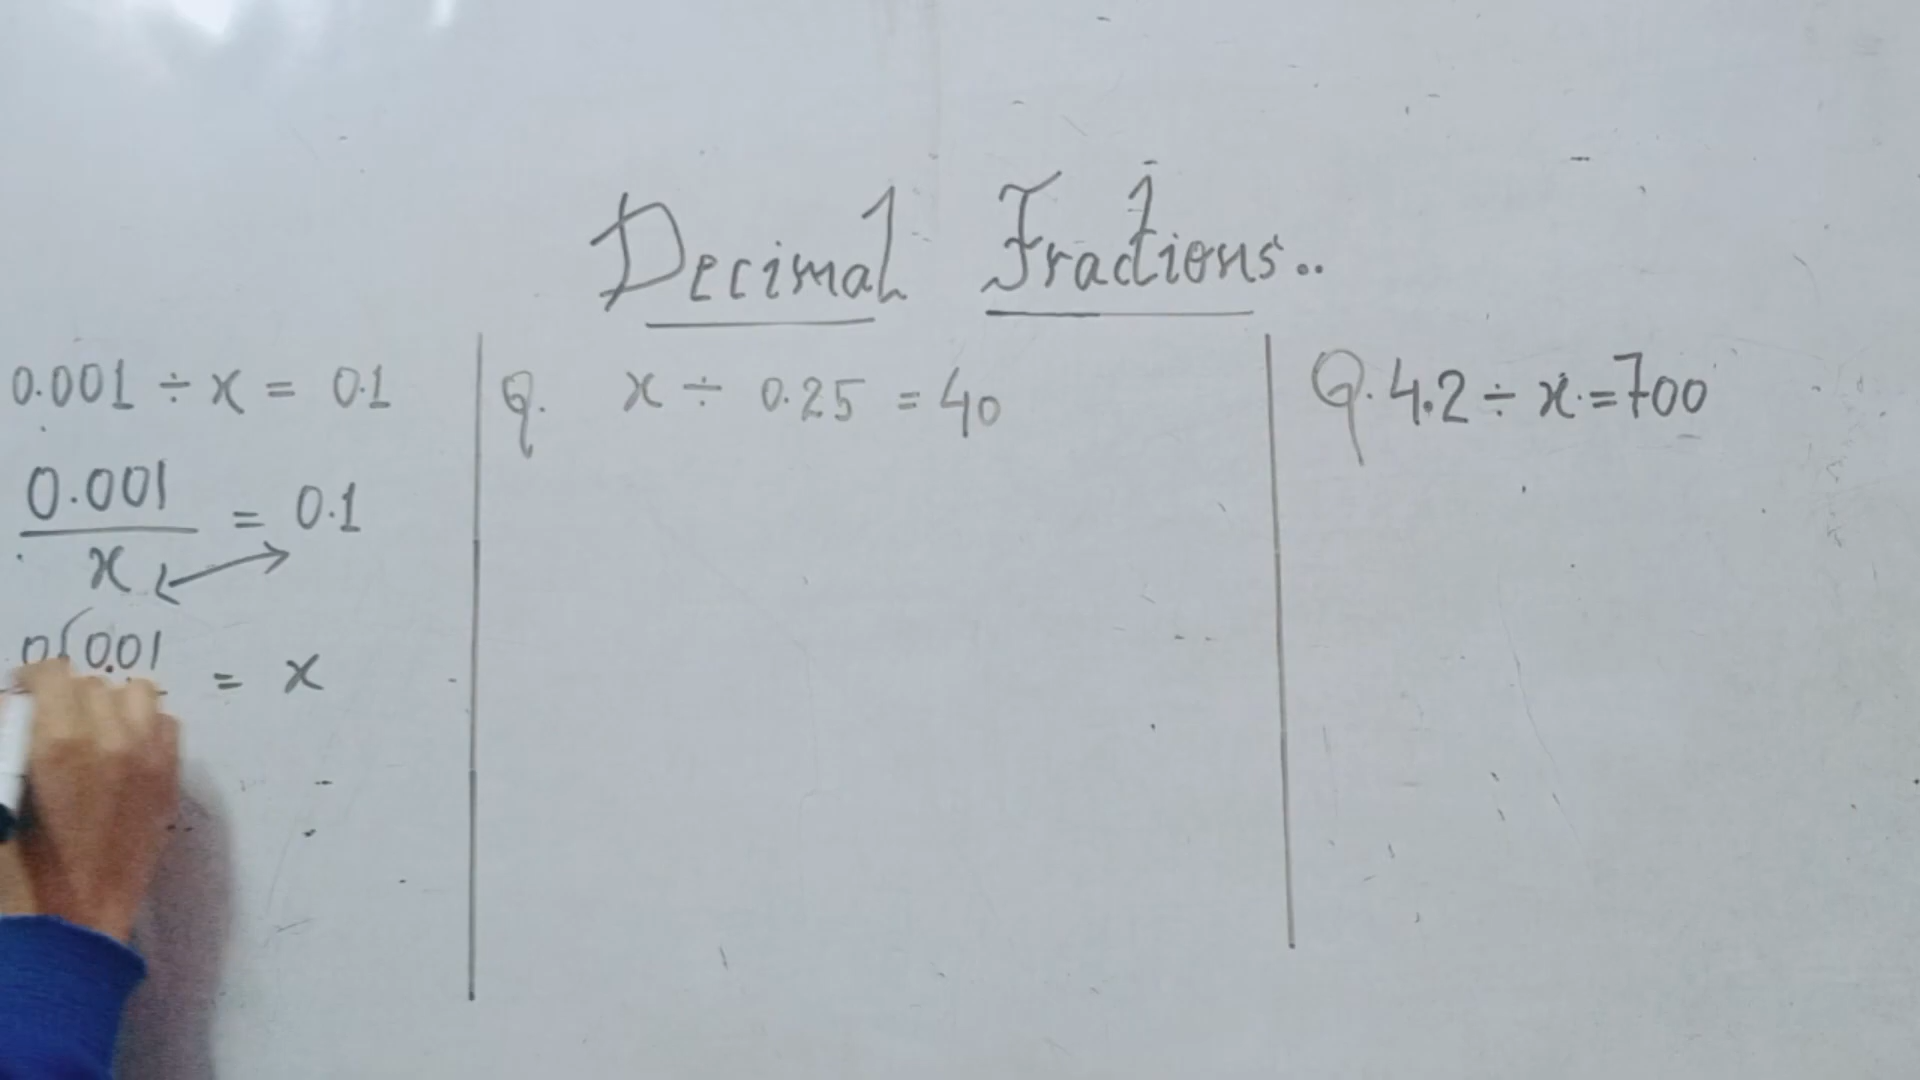 Decimal Fractions..
0.001 ÷ x = 0.1
0.001
x
= 0.1
0.001
= x
Q. x ÷ 0.25 = 40
Q. 4.2 ÷ x = 700